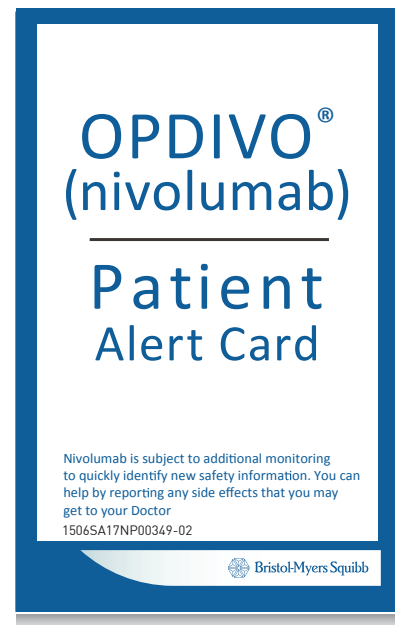 OPDIVO®
(nivolumab)
Patient
Alert Card
Nivolumab is subject to additional monitoring
to quickly identify new safety information. You can
help by reporting any side effects that you may
get to your Doctor
1506SA17NP00349-02
Bristol-Myers Squibb